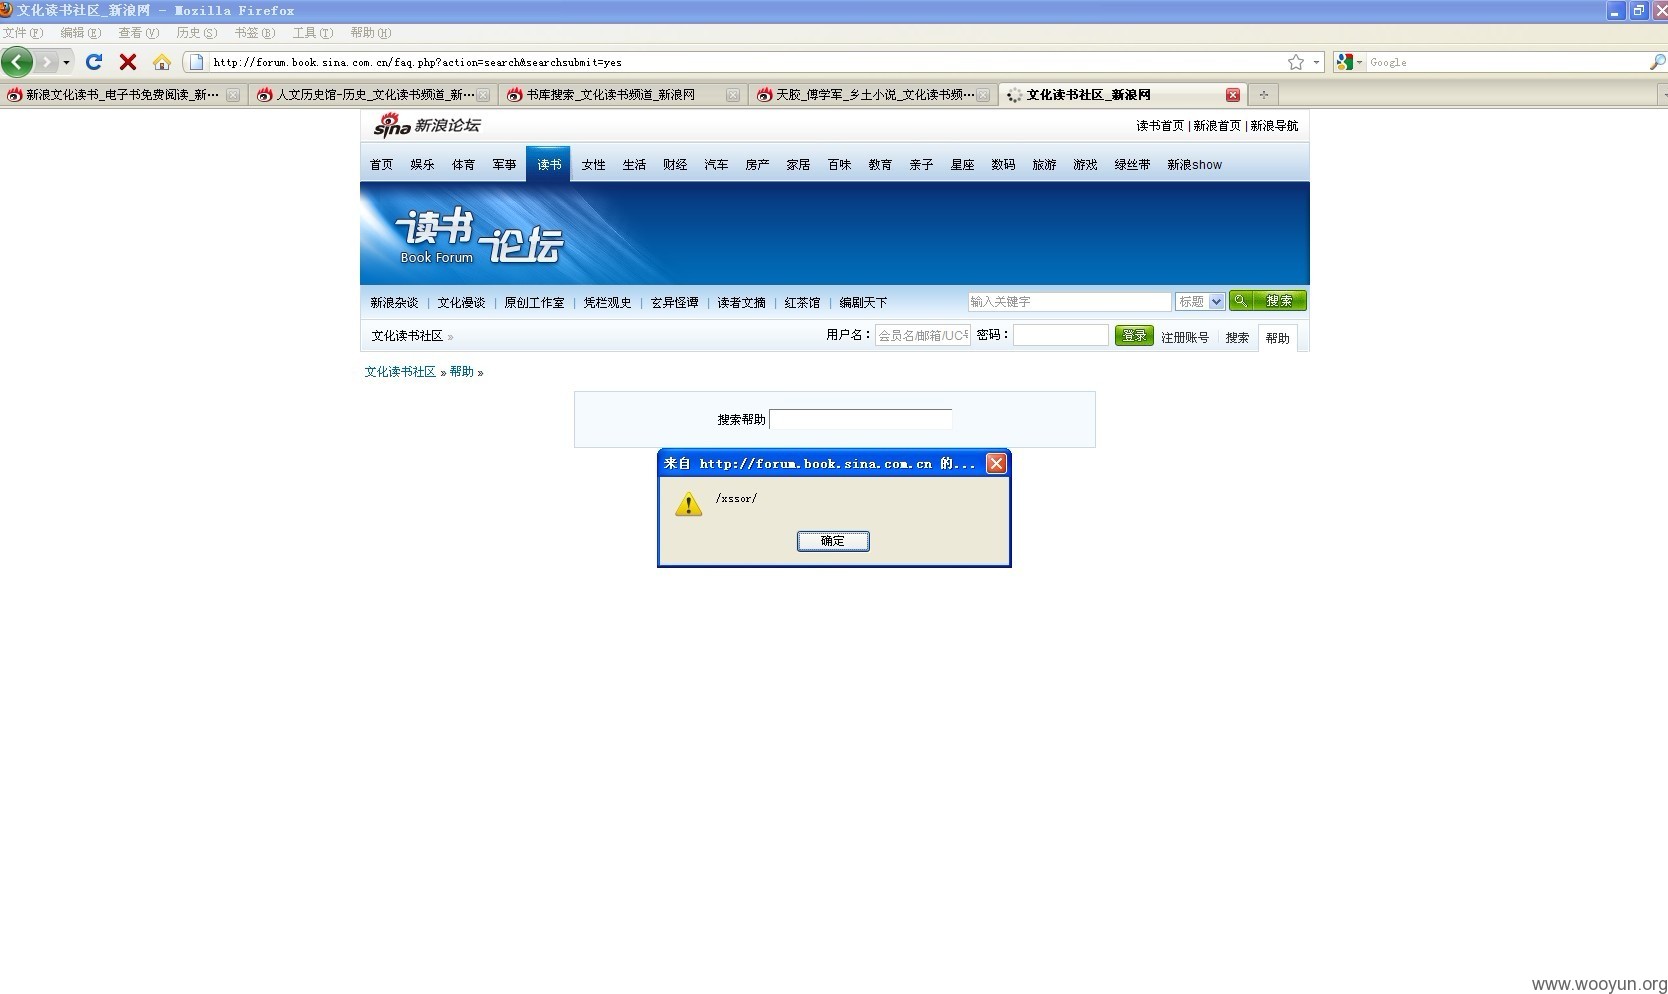 文化读书社区_新浪网 - Mozilla Firefox
文件(F) 编辑(E) 查看(V) 历史(S) 书签(B) 工具(T) 帮助(H)
http://forum.book.sina.com.cn/faq.php?action=search&searchsubmit=yes
Google
新浪文化读书_电子书免费阅读_新… 人文历史馆-历史_文化读书频道_新… 书库搜索_文化读书频道_新浪网 天胶_傅学军_乡土小说_文化读书频… 文化读书社区_新浪网
sina 新浪论坛
读书首页 | 新浪首页 | 新浪导航
首页 娱乐 体育 军事 读书 女性 生活 财经 汽车 房产 家居 百味 教育 亲子 星座 数码 旅游 游戏 绿丝带 新浪show
读书论坛
Book Forum
新浪杂谈 | 文化漫谈 | 原创工作室 | 凭栏观史 | 玄异怪谭 | 读者文摘 | 红茶馆 | 编剧天下
输入关键字 标题 搜索
文化读书社区 »
用户名： 会员名/邮箱/UC号 密码： 登录 注册账号 搜索 帮助
文化读书社区 » 帮助 »
搜索帮助
来自 http://forum.book.sina.com.cn 的...
/xssor/
确定
www.wooyun.org